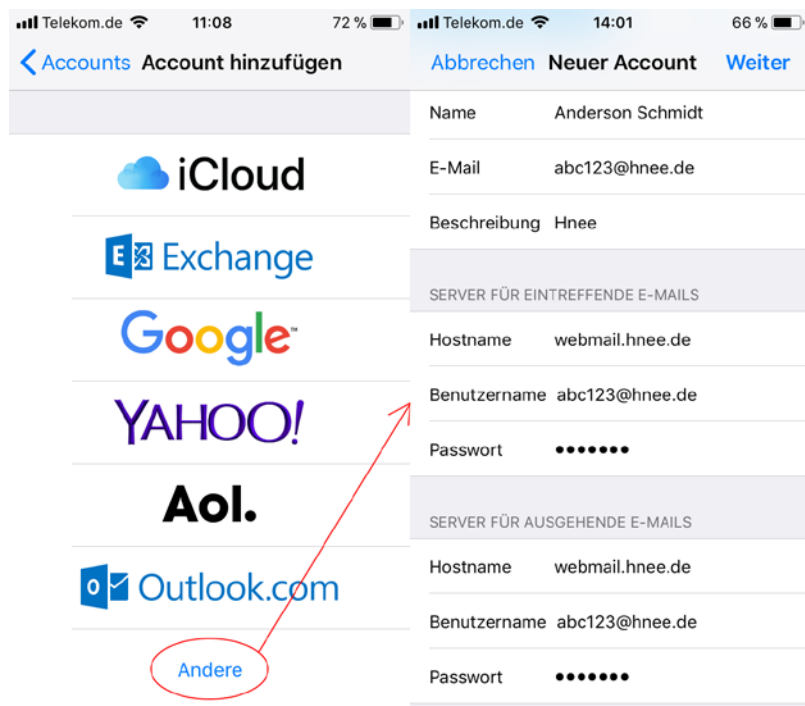 Telekom.de 11:08 72 %
Accounts Account hinzufügen
iCloud
E Exchange
Google™
YAHOO!
Aol.
o Outlook.com
Andere
Telekom.de 14:01 66 %
Abbrechen Neuer Account Weiter
Name Anderson Schmidt
E-Mail abc123@hnee.de
Beschreibung Hnee
SERVER FÜR EINTREFFENDE E-MAILS
Hostname webmail.hnee.de
Benutzername abc123@hnee.de
Passwort •••••••
SERVER FÜR AUSGEHENDE E-MAILS
Hostname webmail.hnee.de
Benutzername abc123@hnee.de
Passwort •••••••